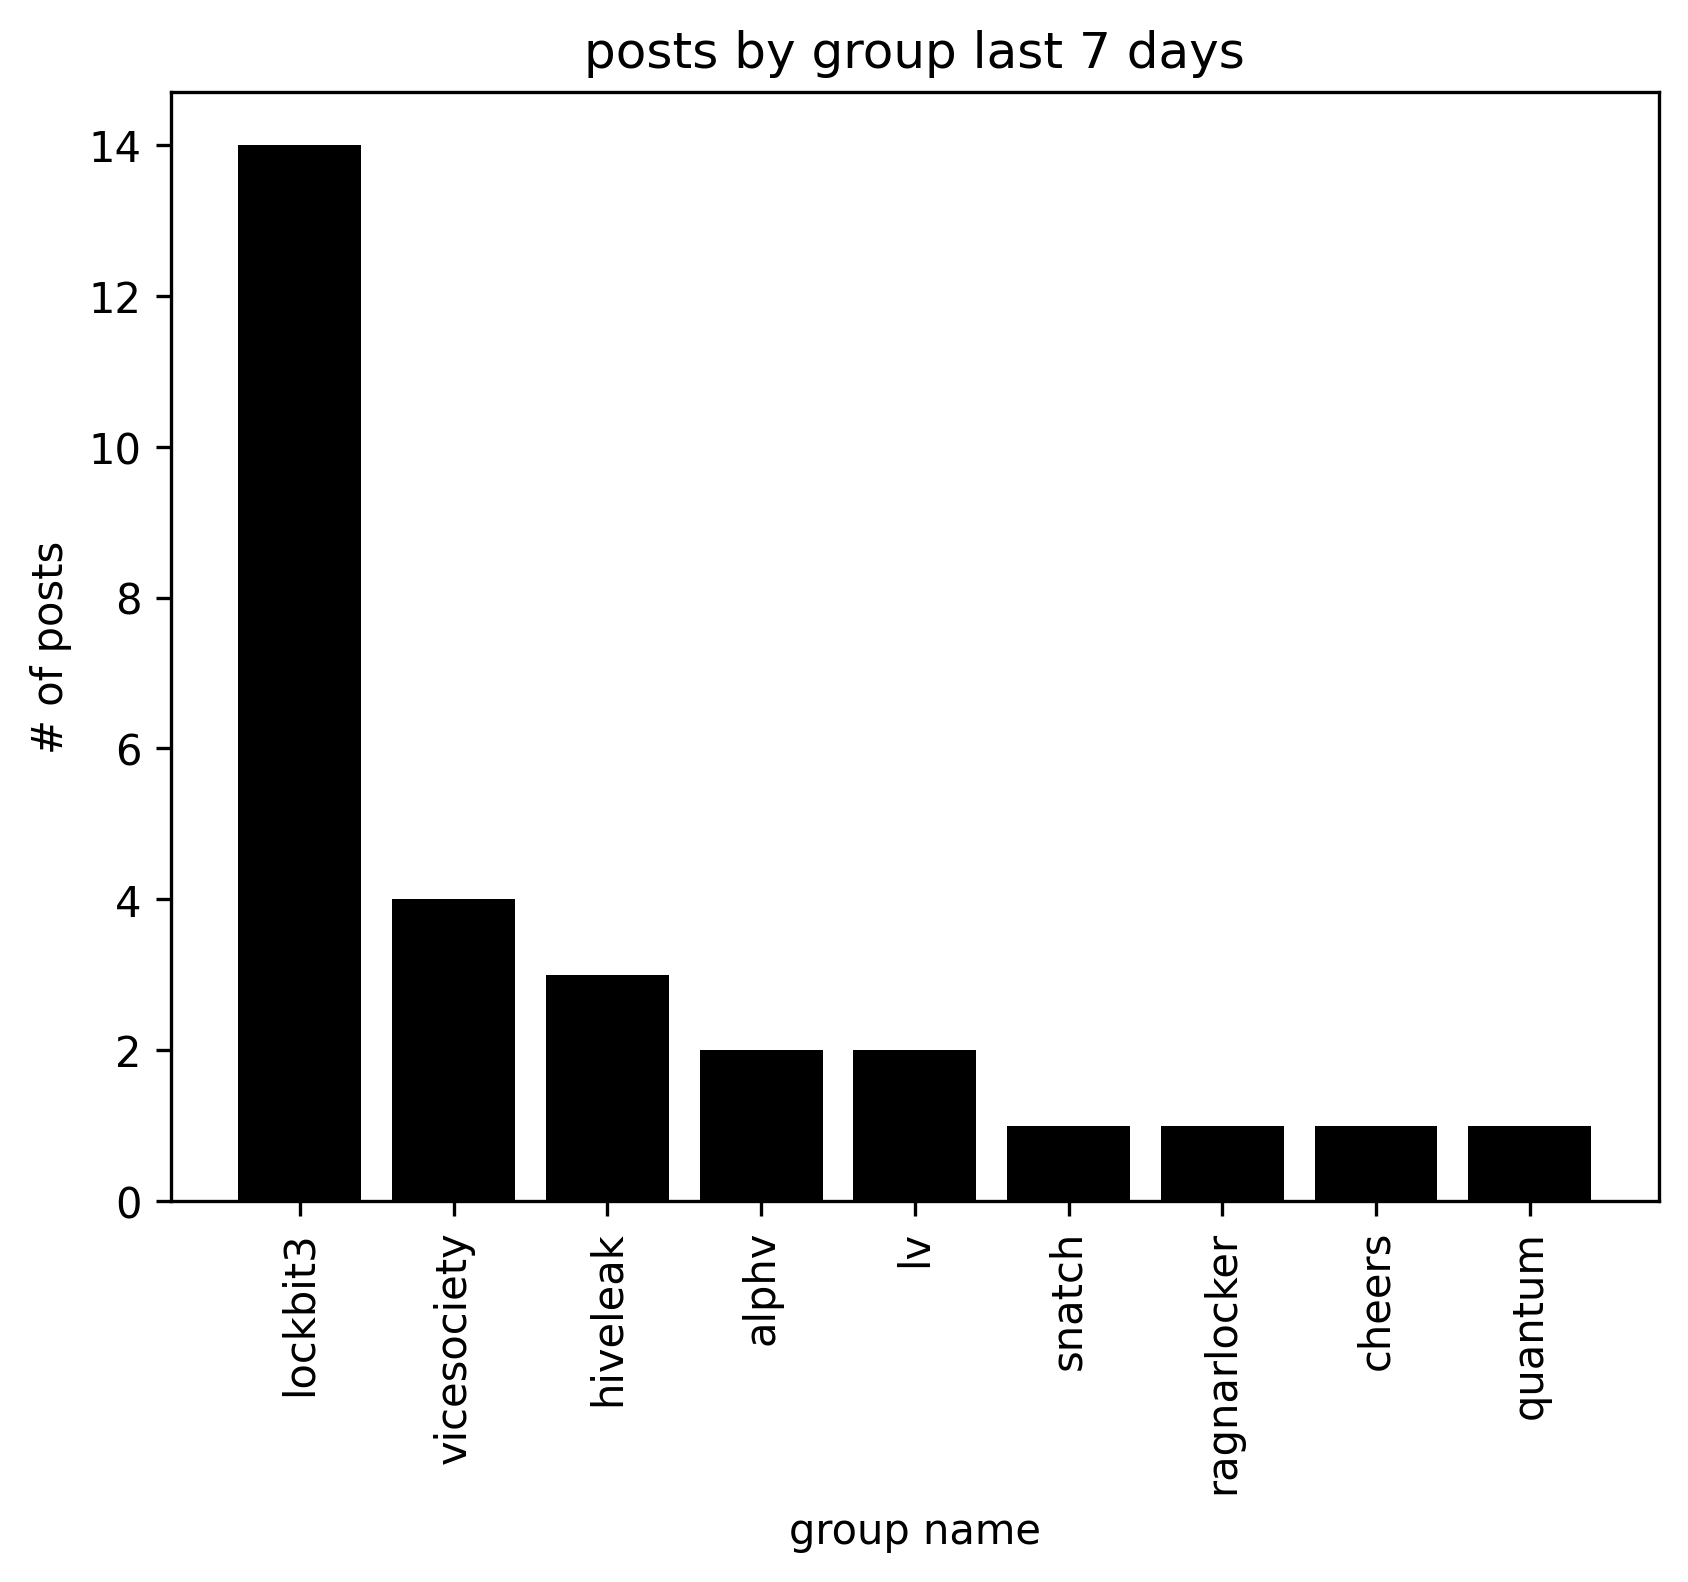 posts by group last 7 days
14
12
10
8
6
4
2
0
# of posts
lockbit3
vicesociety
hiveleak
alphv
lv
snatch
ragnarlocker
cheers
quantum
group name